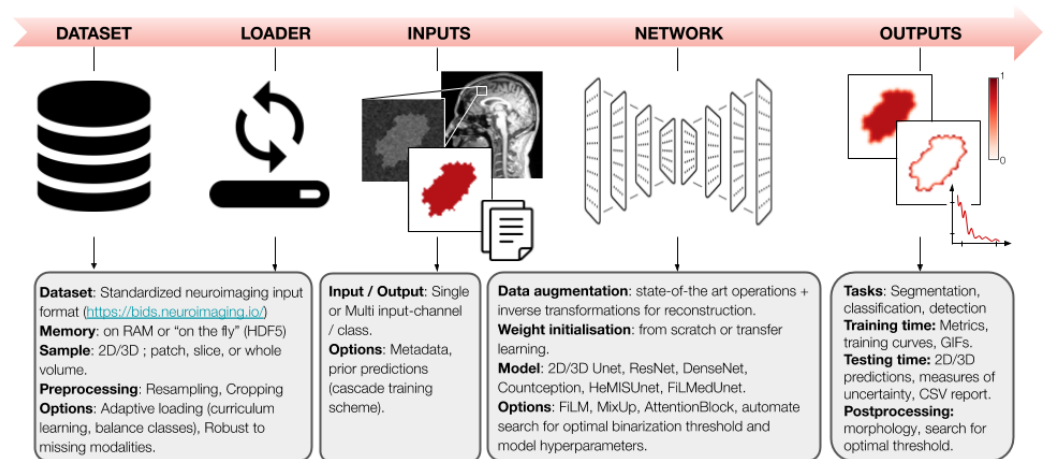 DATASET
LOADER
INPUTS
NETWORK
OUTPUTS
1
0
Dataset: Standardized neuroimaging input
format (https://bids.neuroimaging.io/)
Memory: on RAM or “on the fly” (HDF5)
Sample: 2D/3D ; patch, slice, or whole
volume.
Preprocessing: Resampling, Cropping
Options: Adaptive loading (curriculum
learning, balance classes), Robust to
missing modalities.
Input / Output: Single
or Multi input-channel
/ class.
Options: Metadata,
prior predictions
(cascade training
scheme).
Data augmentation: state-of-the art operations +
inverse transformations for reconstruction.
Weight initialisation: from scratch or transfer
learning.
Model: 2D/3D Unet, ResNet, DenseNet,
Countception, HeMISUnet, FiLMedUnet.
Options: FiLM, MixUp, AttentionBlock, automate
search for optimal binarization threshold and
model hyperparameters.
Tasks: Segmentation,
classification, detection
Training time: Metrics,
training curves, GIFs.
Testing time: 2D/3D
predictions, measures of
uncertainty, CSV report.
Postprocessing:
morphology, search for
optimal threshold.